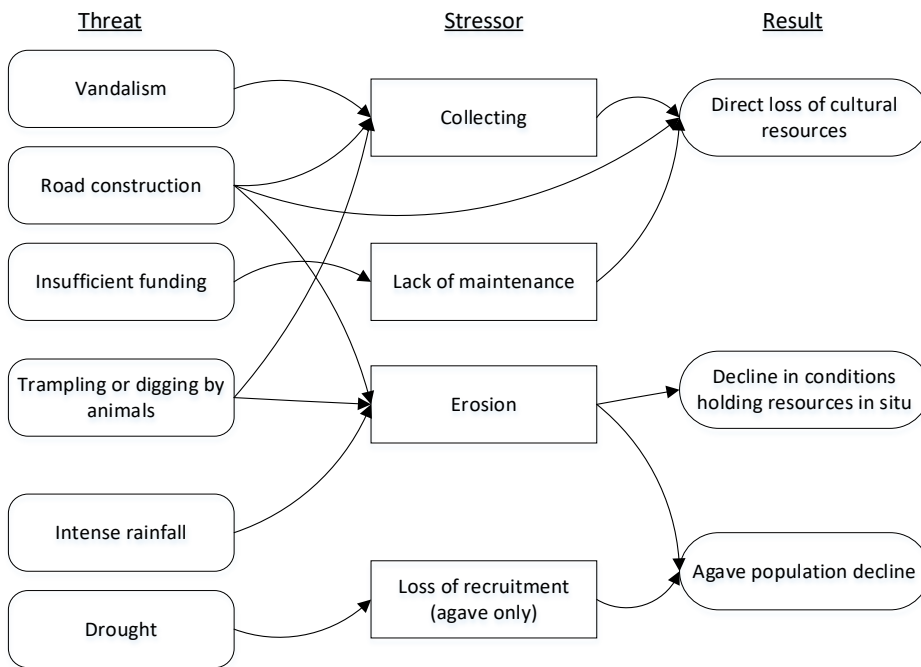 Threat
Stressor
Result
Vandalism
Collecting
Direct loss of cultural
resources
Road construction
Insufficient funding
Lack of maintenance
Trampling or digging by
animals
Erosion
Decline in conditions
holding resources in situ
Intense rainfall
Agave population decline
Drought
Loss of recruitment
(agave only)